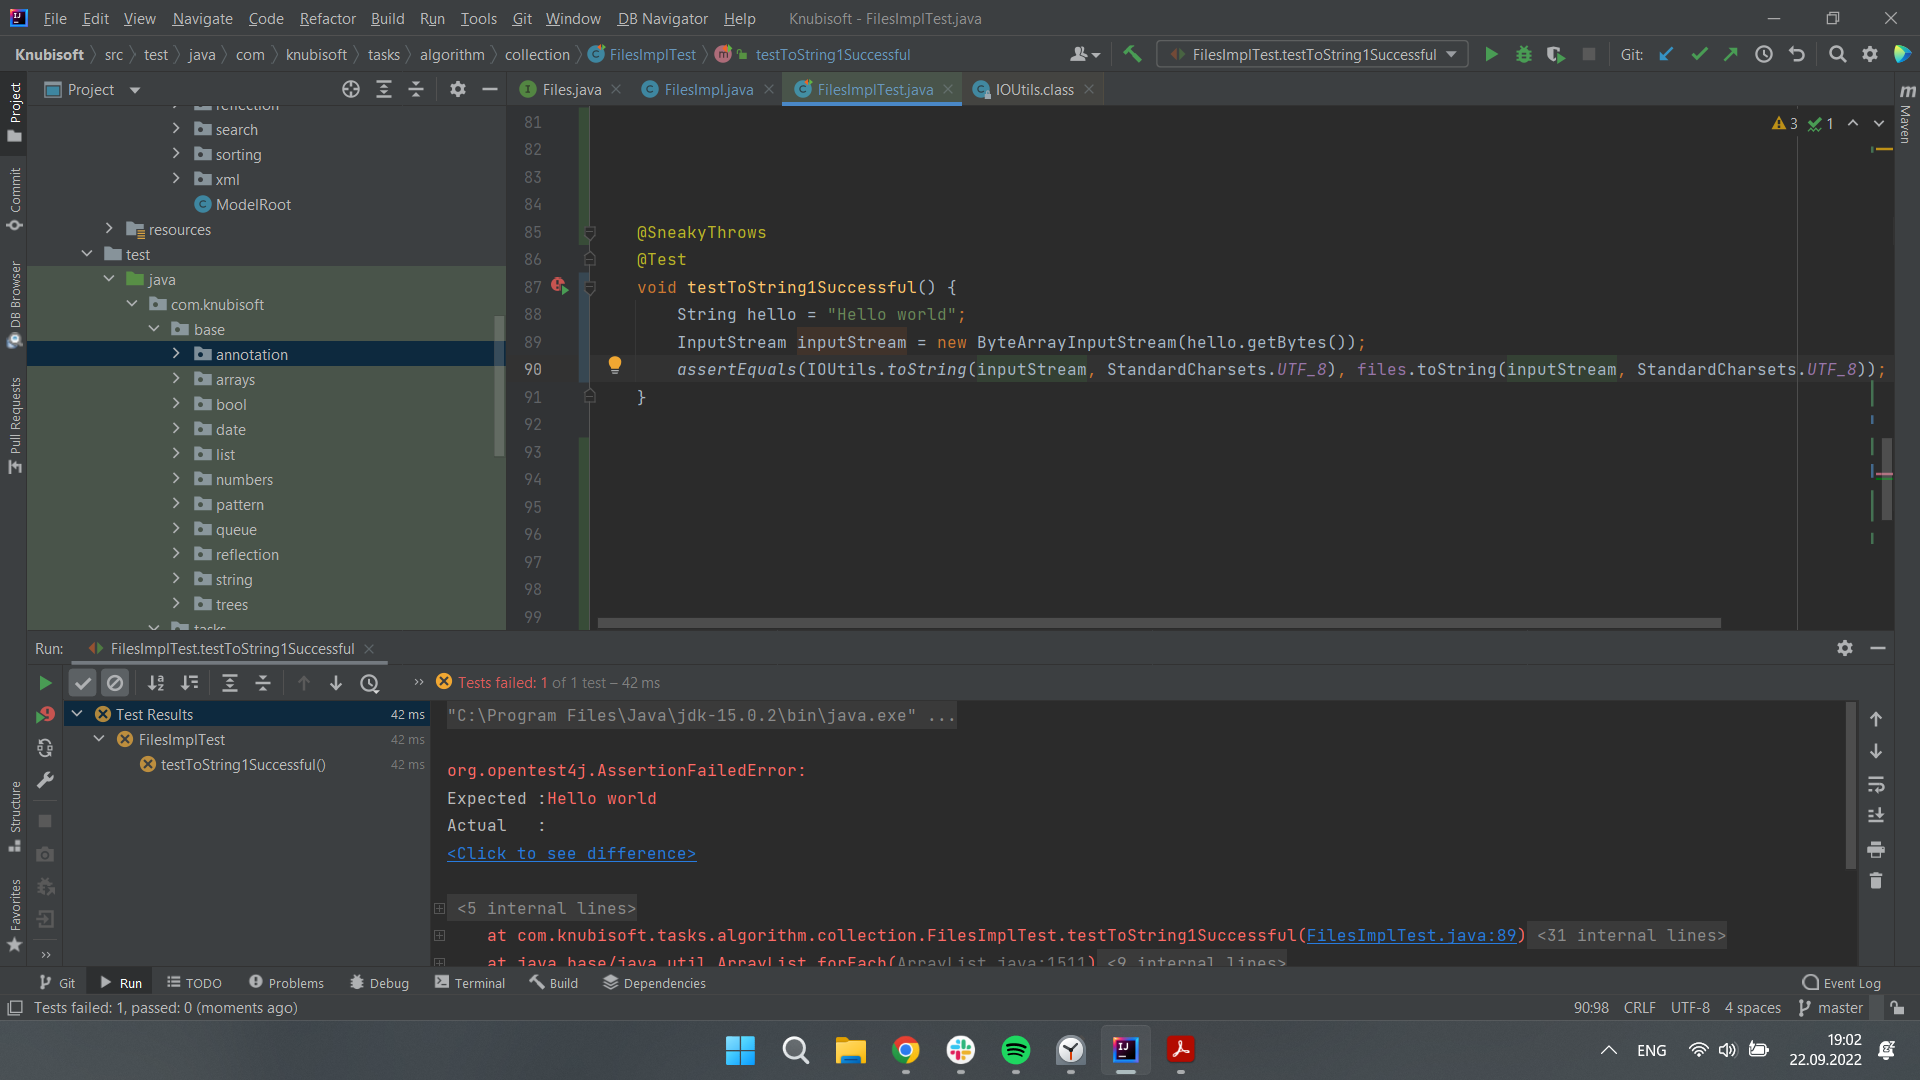 File Edit View Navigate Code Refactor Build Run Tools Git Window DB Navigator Help Knubisoft - FilesImplTest.java
Knubisoft src test java com knubisoft tasks algorithm collection FilesImplTest testToString1Successful FilesImplTest.testToString1Successful Git:
Project Files.java FilesImpl.java FilesImplTest.java IOUtils.class
Project
Commit
DB Browser
Pull Requests
Structure
Favorites
Maven
reflection
search
sorting
xml
ModelRoot
resources
test
java
com.knubisoft
base
annotation
arrays
bool
date
list
numbers
pattern
queue
reflection
string
trees
tasks
3 1
81
82
83
84
85 @SneakyThrows
86 @Test
87 void testToString1Successful() {
88 String hello = "Hello world";
89 InputStream inputStream = new ByteArrayInputStream(hello.getBytes());
90 assertEquals(IOUtils.toString(inputStream, StandardCharsets.UTF_8), files.toString(inputStream, StandardCharsets.UTF_8));
91 }
92
93
94
95
96
97
98
99
Run: FilesImplTest.testToString1Successful
Tests failed: 1 of 1 test – 42 ms
Test Results 42 ms
FilesImplTest 42 ms
testToString1Successful() 42 ms
"C:\Program Files\Java\jdk-15.0.2\bin\java.exe" ...
org.opentest4j.AssertionFailedError:
Expected :Hello world
Actual :
<Click to see difference>
<5 internal lines>
at com.knubisoft.tasks.algorithm.collection.FilesImplTest.testToString1Successful(FilesImplTest.java:89) <31 internal lines>
at java.base/java.util.ArrayList.forEach(ArrayList.java:1511) <9 internal lines>
Git Run TODO Problems Debug Terminal Build Dependencies Event Log
Tests failed: 1, passed: 0 (moments ago) 90:98 CRLF UTF-8 4 spaces master
ENG 19:02
22.09.2022